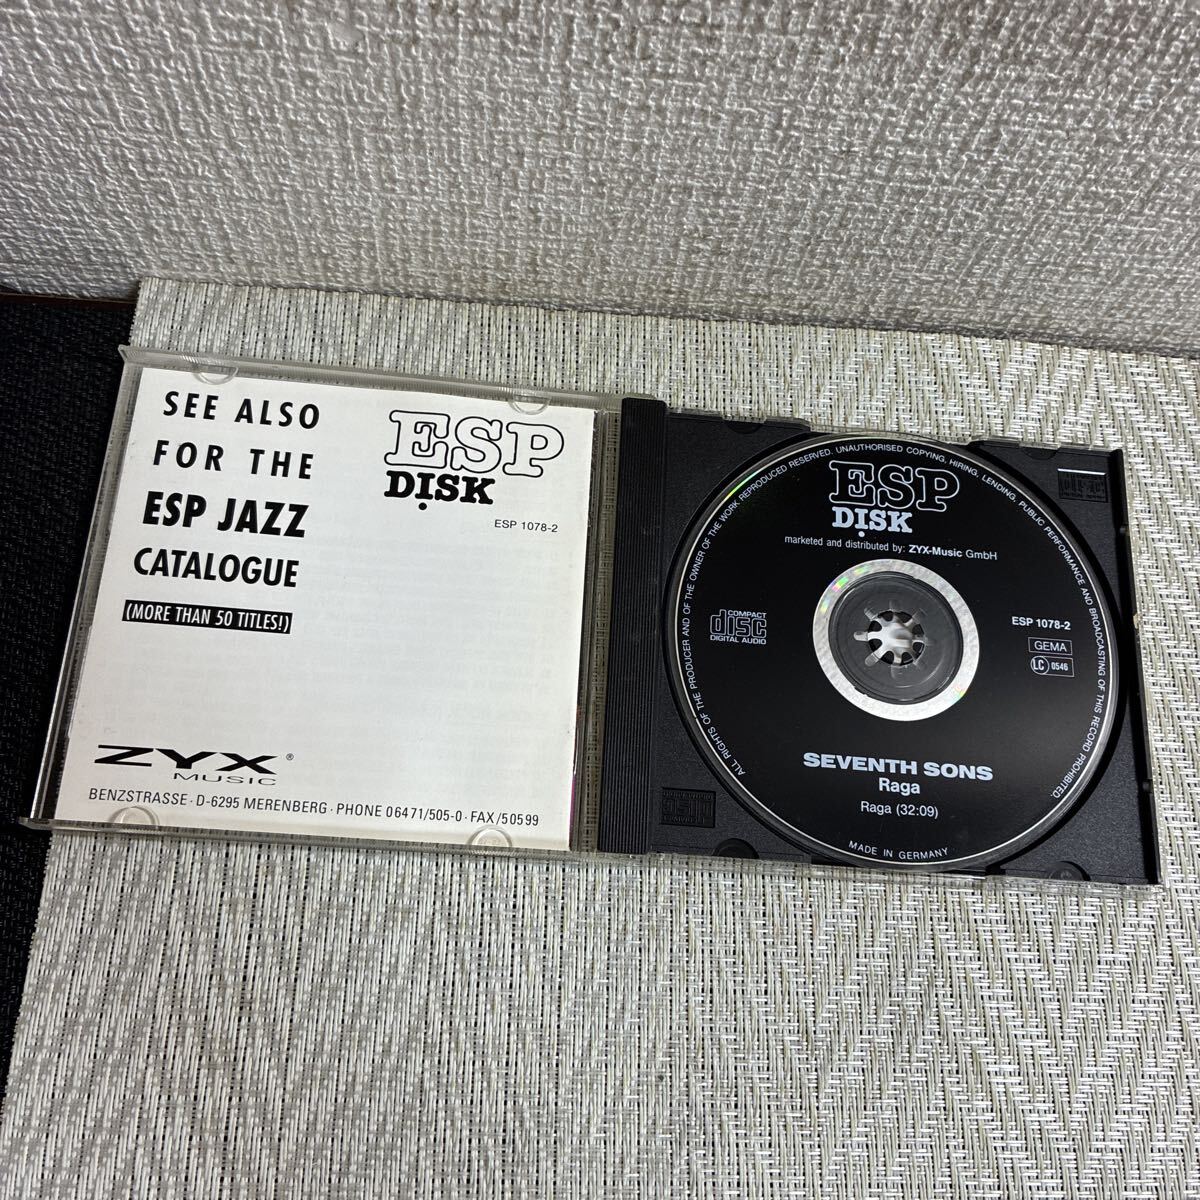 SEE ALSO
FOR THE
ESP JAZZ
CATALOGUE
(MORE THAN 50 TITLES!)
ESP
DISK
ESP 1078-2
ZYX®
MUSIC
BENZSTRASSE · D-6295 MERENBERG · PHONE 06471/505-0 · FAX/50599
ALL RIGHTS OF THE PRODUCER AND OF THE OWNER OF THE WORK REPRODUCED RESERVED. UNAUTHORISED COPYING, HIRING, LENDING, PUBLIC PERFORMANCE AND BROADCASTING OF THIS RECORD PROHIBITED.
ESP
DISK
marketed and distributed by: ZYX-Music GmbH
COMPACT
disc
DIGITAL AUDIO
ESP 1078-2
GEMA
LC 0546
SEVENTH SONS
Raga
Raga (32:09)
MADE IN GERMANY